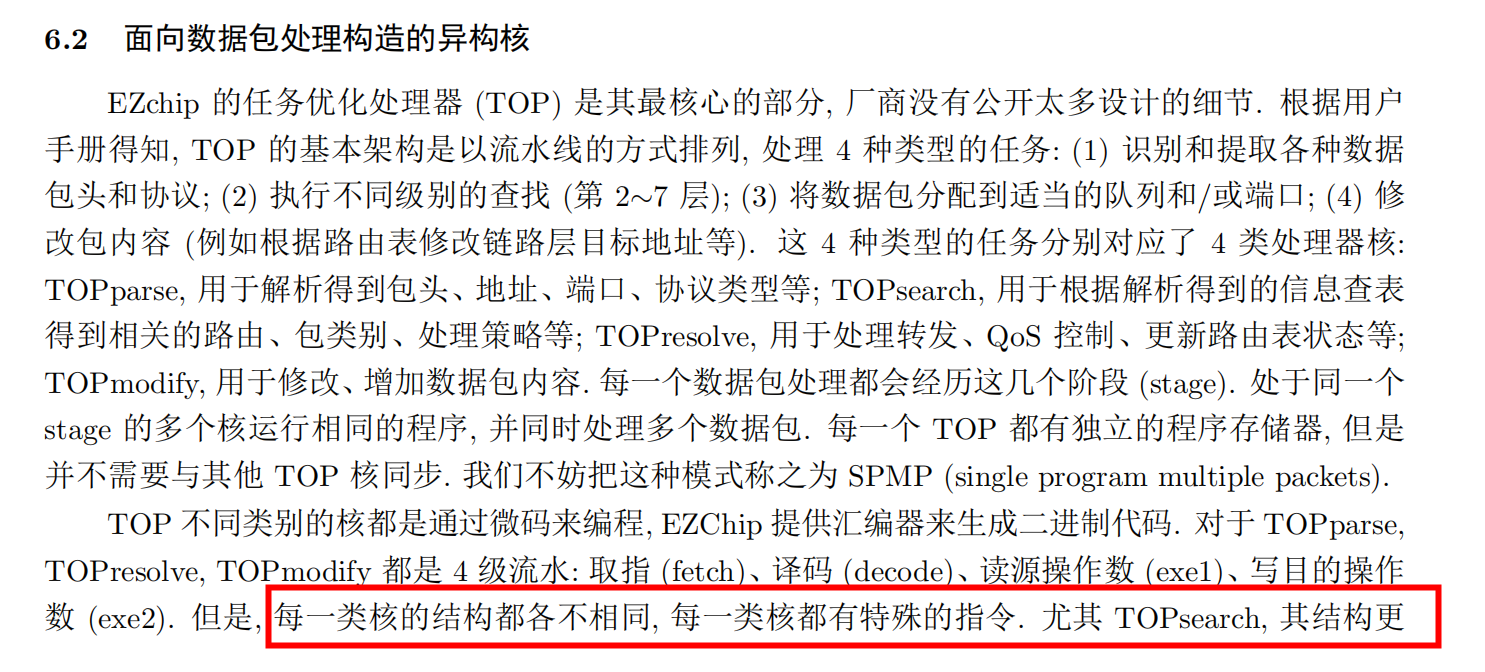 6.2 面向数据包处理构造的异构核
EZchip 的任务优化处理器 (TOP) 是其最核心的部分, 厂商没有公开太多设计的细节. 根据用户
手册得知, TOP 的基本架构是以流水线的方式排列, 处理 4 种类型的任务: (1) 识别和提取各种数据
包头和协议; (2) 执行不同级别的查找 (第 2~7 层); (3) 将数据包分配到适当的队列和/或端口; (4) 修
改包内容 (例如根据路由表修改链路层目标地址等). 这 4 种类型的任务分别对应了 4 类处理器核:
TOPparse, 用于解析得到包头、地址、端口、协议类型等; TOPsearch, 用于根据解析得到的信息查表
得到相关的路由、包类别、处理策略等; TOPresolve, 用于处理转发、QoS 控制、更新路由表状态等;
TOPmodify, 用于修改、增加数据包内容. 每一个数据包处理都会经历这几个阶段 (stage). 处于同一个
stage 的多个核运行相同的程序, 并同时处理多个数据包. 每一个 TOP 都有独立的程序存储器, 但是
并不需要与其他 TOP 核同步. 我们不妨把这种模式称之为 SPMP (single program multiple packets).
TOP 不同类别的核都是通过微码来编程, EZChip 提供汇编器来生成二进制代码. 对于 TOPparse,
TOPresolve, TOPmodify 都是 4 级流水: 取指 (fetch)、译码 (decode)、读源操作数 (exe1)、写目的操作
数 (exe2). 但是, 每一类核的结构都各不相同, 每一类核都有特殊的指令. 尤其 TOPsearch, 其结构更